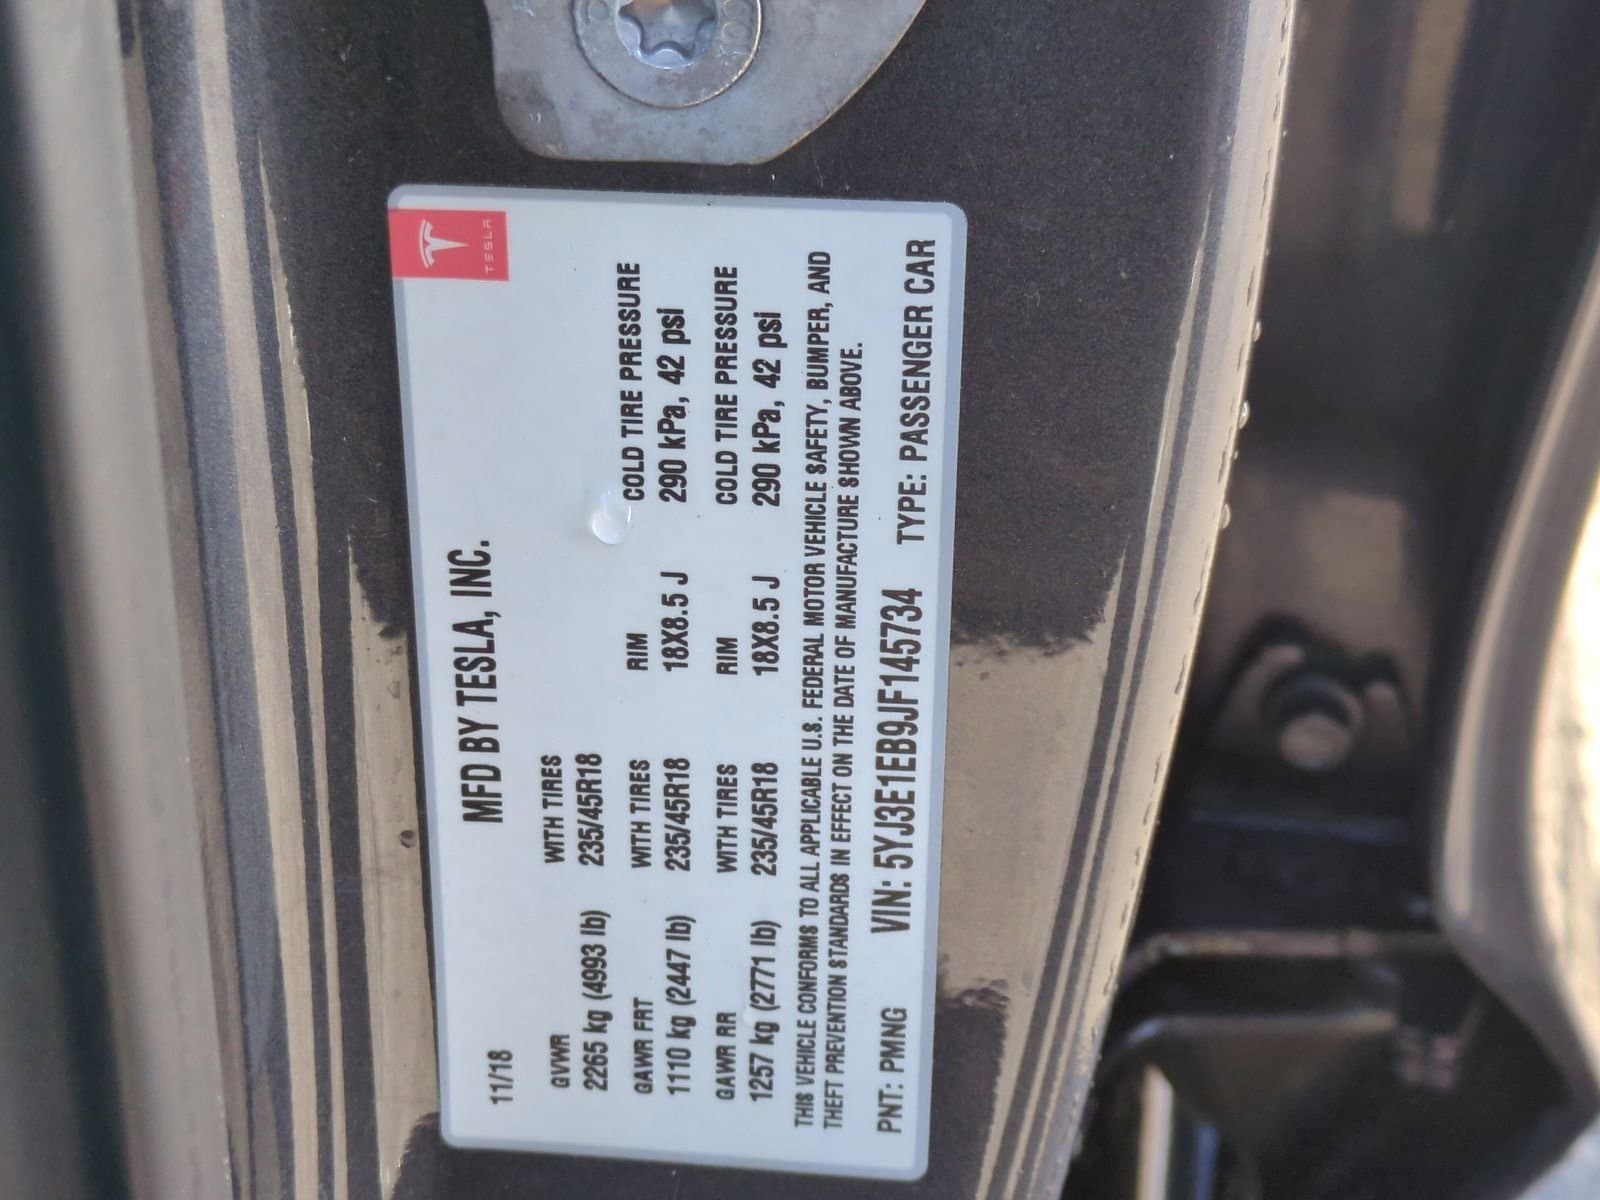 TESLA
11/18
MFD BY TESLA, INC.
GVWR
WITH TIRES
2265 kg (4993 lb)
235/45R18
GAWR FRT
WITH TIRES
RIM
COLD TIRE PRESSURE
1110 kg (2447 lb)
235/45R18
18X8.5 J
290 kPa, 42 psi
GAWR RR
WITH TIRES
RIM
COLD TIRE PRESSURE
1257 kg (2771 lb)
235/45R18
18X8.5 J
290 kPa, 42 psi
THIS VEHICLE CONFORMS TO ALL APPLICABLE U.S. FEDERAL MOTOR VEHICLE SAFETY, BUMPER, AND
THEFT PREVENTION STANDARDS IN EFFECT ON THE DATE OF MANUFACTURE SHOWN ABOVE.
PNT: PMNG
VIN: 5YJ3E1EB9JF145734
TYPE: PASSENGER CAR